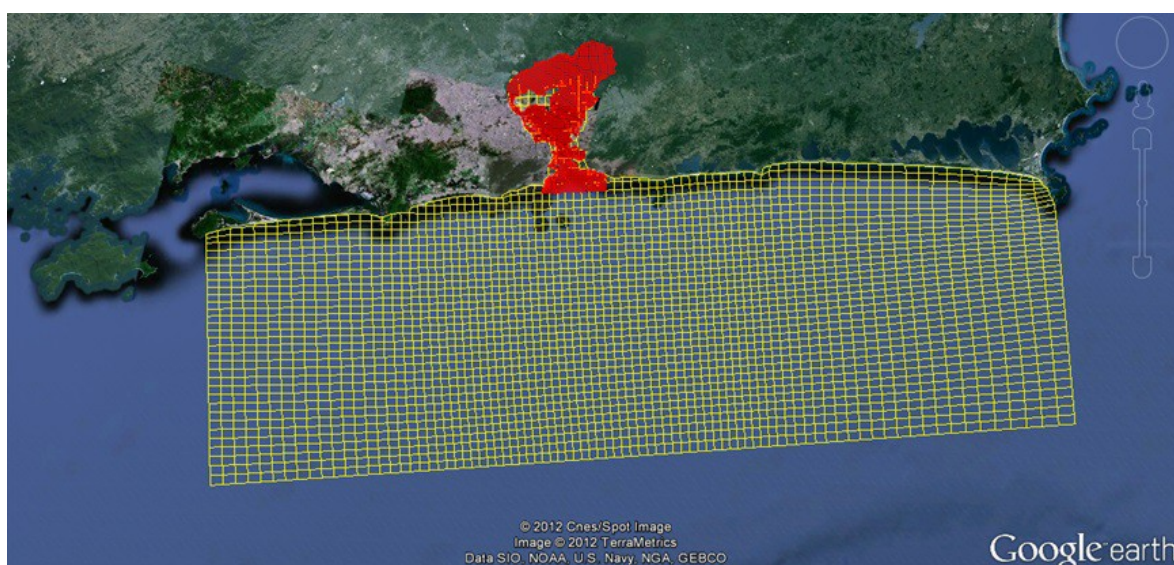 © 2012 Cnes/Spot Image
Image © 2012 TerraMetrics
Data SIO, NOAA, U.S. Navy, NGA, GEBCO
Google earth